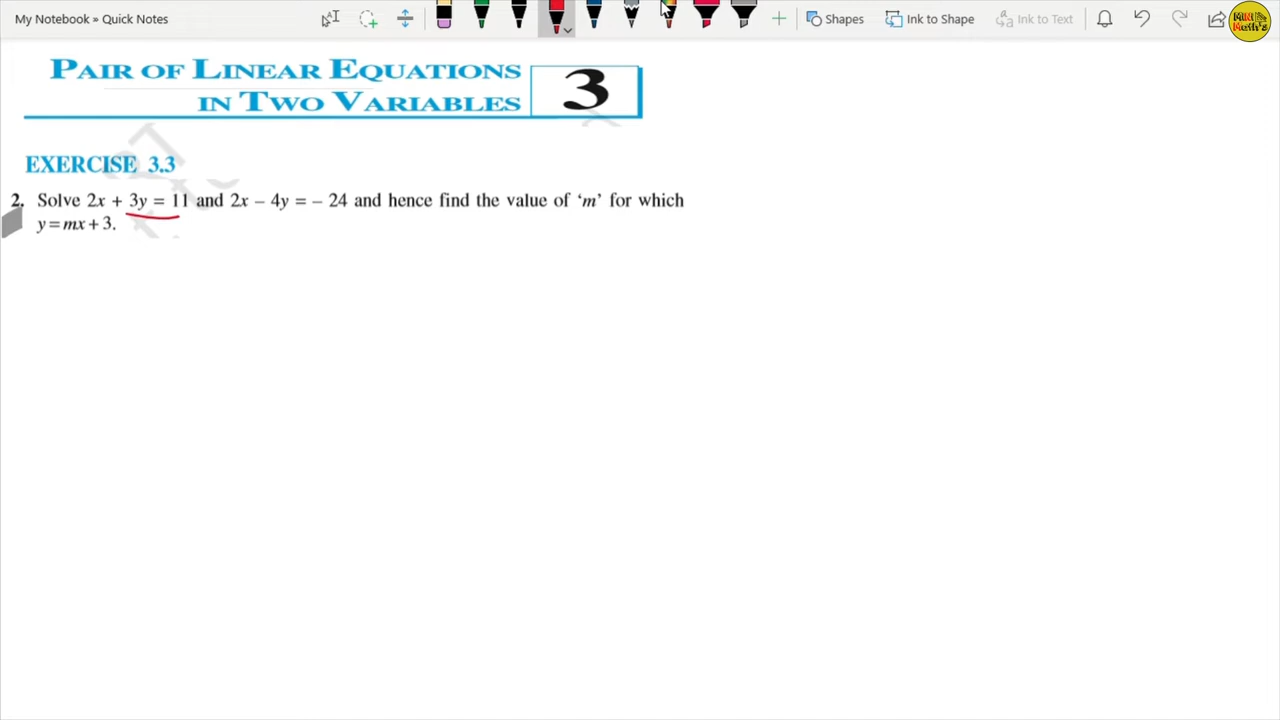 My Notebook » Quick Notes
Shapes
Ink to Shape
Ink to Text
MiNi Math's
PAIR OF LINEAR EQUATIONS
IN TWO VARIABLES
3
EXERCISE 3.3
2. Solve 2x + 3y = 11 and 2x – 4y = – 24 and hence find the value of ‘m’ for which
y = mx + 3.